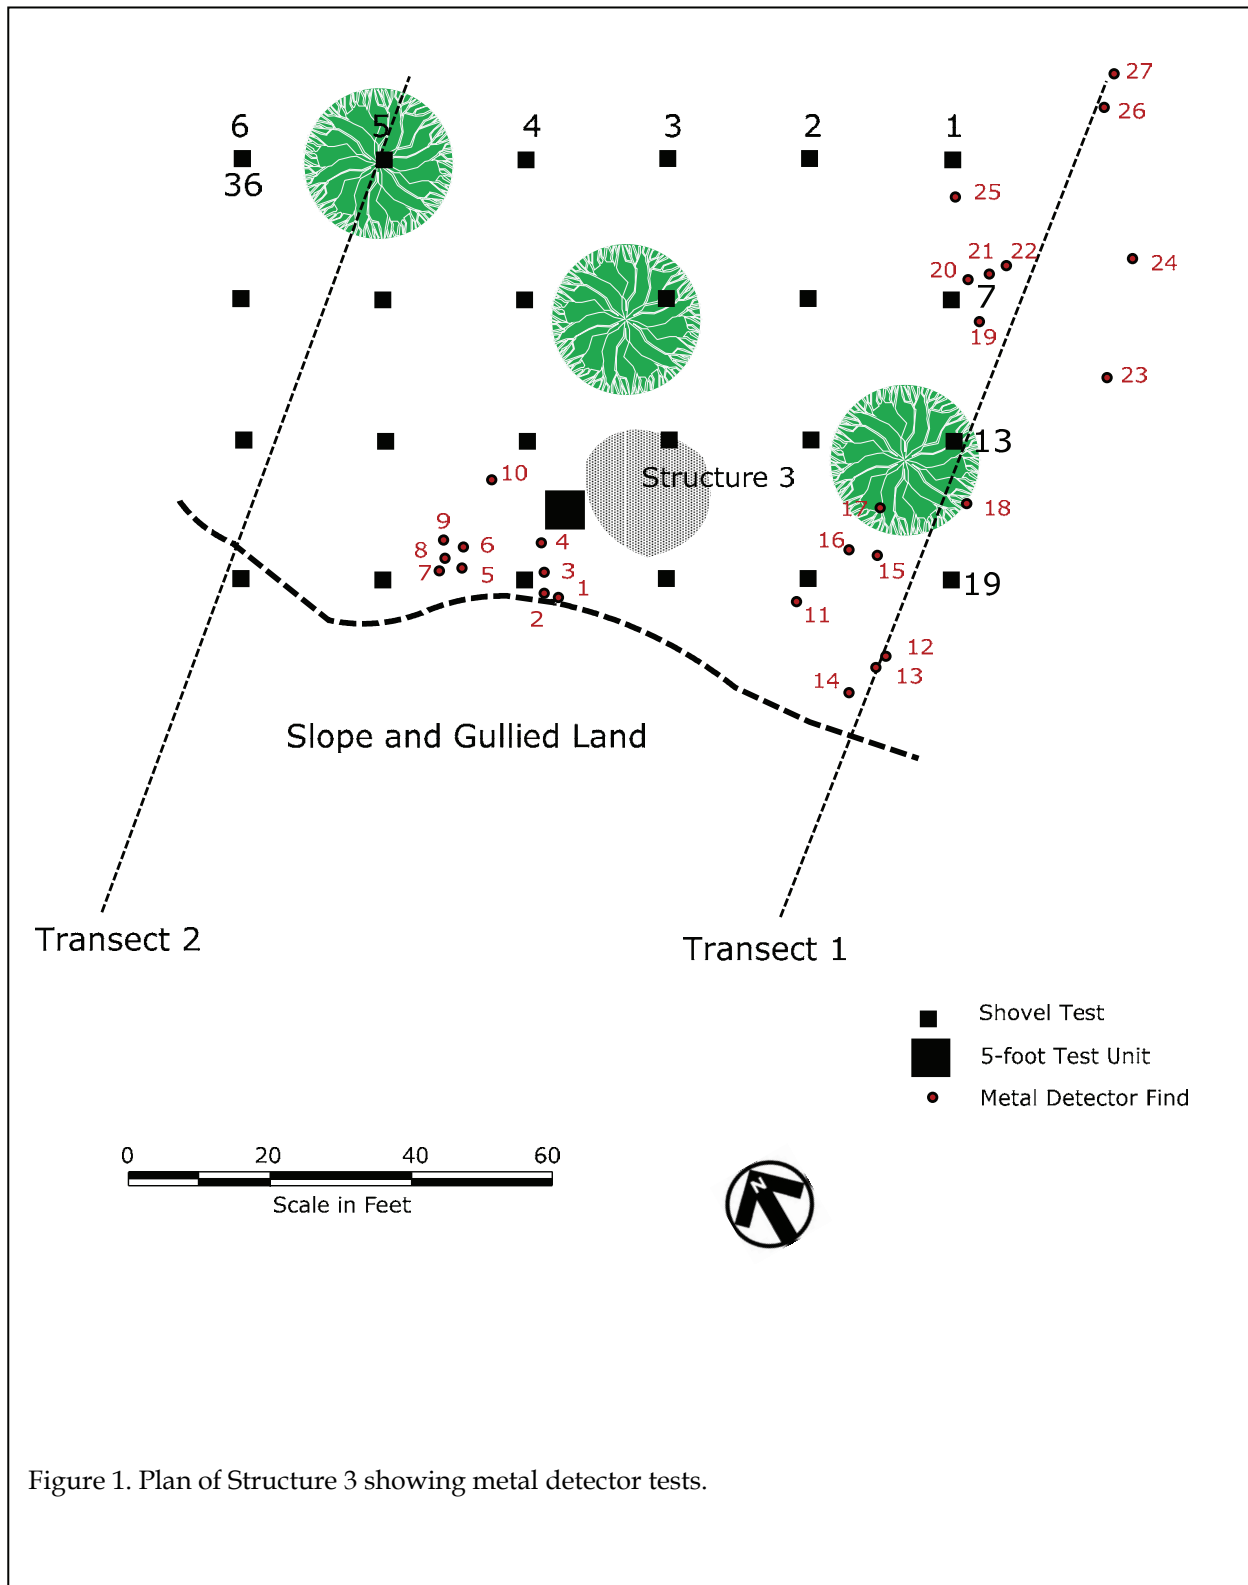 27
26
6 5 4 3 2 1
36
25
24
22
21
20
7
19
23
13
Structure 3
10
17
18
9
8
6
4
16
15
7
5
3
1
2
19
11
12
13
14
Slope and Gullied Land
Transect 2
Transect 1
Shovel Test
5-foot Test Unit
Metal Detector Find
0 20 40 60
Scale in Feet
N
Figure 1. Plan of Structure 3 showing metal detector tests.